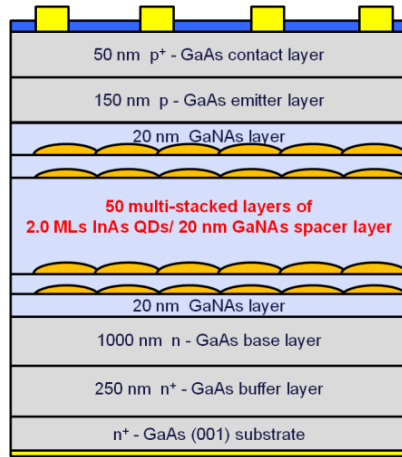 50 nm p⁺ - GaAs contact layer
150 nm p - GaAs emitter layer
20 nm GaNAs layer
50 multi-stacked layers of
2.0 MLs InAs QDs/ 20 nm GaNAs spacer layer
20 nm GaNAs layer
1000 nm n - GaAs base layer
250 nm n⁺ - GaAs buffer layer
n⁺ - GaAs (001) substrate